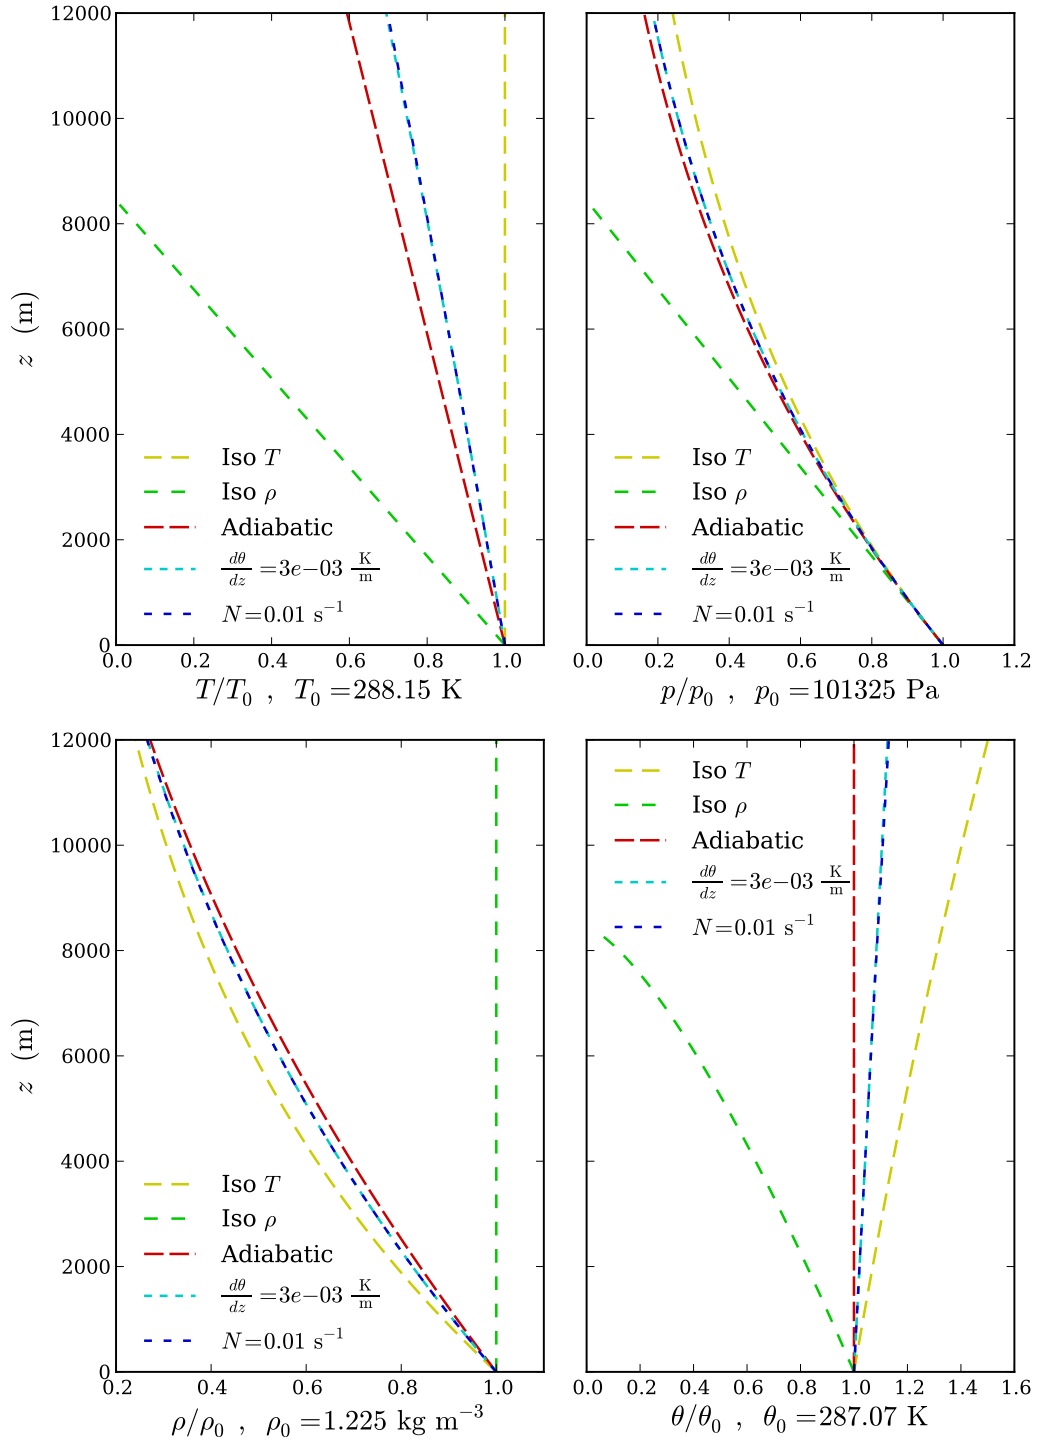 12000
10000
8000
6000
4000
2000
0
z (m)
Iso T
Iso ρ
Adiabatic
dθ/dz =3e−03 K/m
N=0.01 s−1
0.0 0.2 0.4 0.6 0.8 1.0
T/T0 , T0 =288.15 K
Iso T
Iso ρ
Adiabatic
dθ/dz =3e−03 K/m
N=0.01 s−1
0.0 0.2 0.4 0.6 0.8 1.0 1.2
p/p0 , p0 =101325 Pa
12000
10000
8000
6000
4000
2000
0
z (m)
Iso T
Iso ρ
Adiabatic
dθ/dz =3e−03 K/m
N=0.01 s−1
0.2 0.4 0.6 0.8 1.0
ρ/ρ0 , ρ0 =1.225 kg m−3
Iso T
Iso ρ
Adiabatic
dθ/dz =3e−03 K/m
N=0.01 s−1
0.0 0.2 0.4 0.6 0.8 1.0 1.2 1.4 1.6
θ/θ0 , θ0 =287.07 K